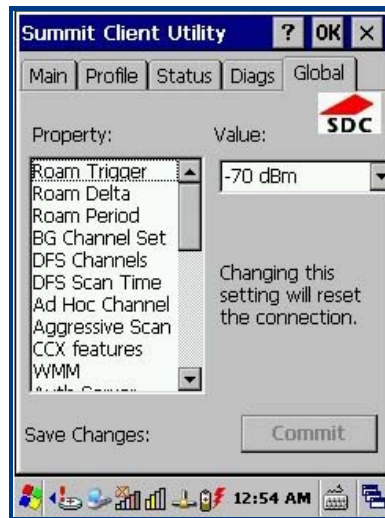 Summit Client Utility ? OK ×
Main Profile Status Diags Global
SDC
Property:
Value:
Roam Trigger
Roam Delta
Roam Period
BG Channel Set
DFS Channels
DFS Scan Time
Ad Hoc Channel
Aggressive Scan
CCX features
WMM
-70 dBm
Changing this
setting will reset
the connection.
Save Changes:
Commit
12:54 AM